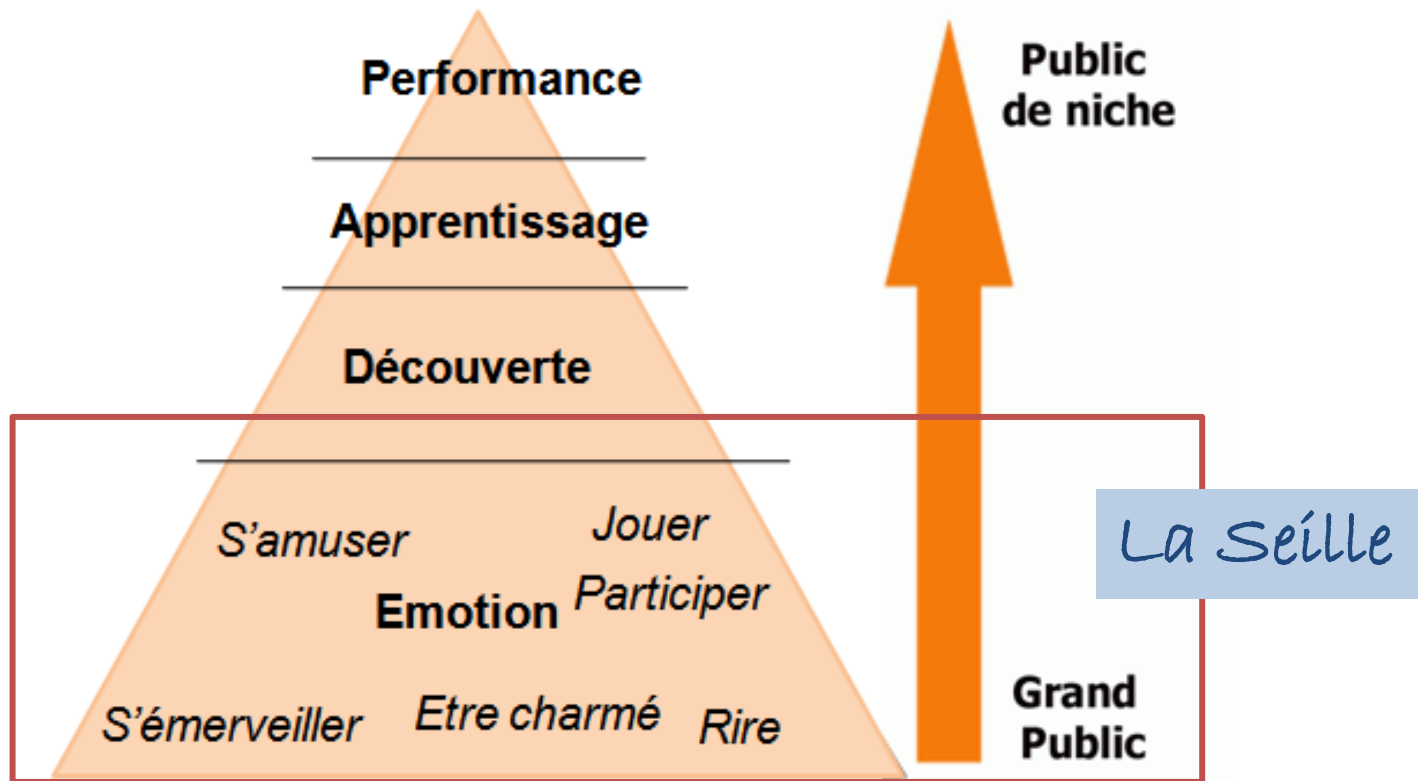 Performance
Public
de niche
Apprentissage
Découverte
S'amuser
Jouer
La Seille
Emotion
Participer
S'émerveiller
Etre charmé
Rire
Grand
Public